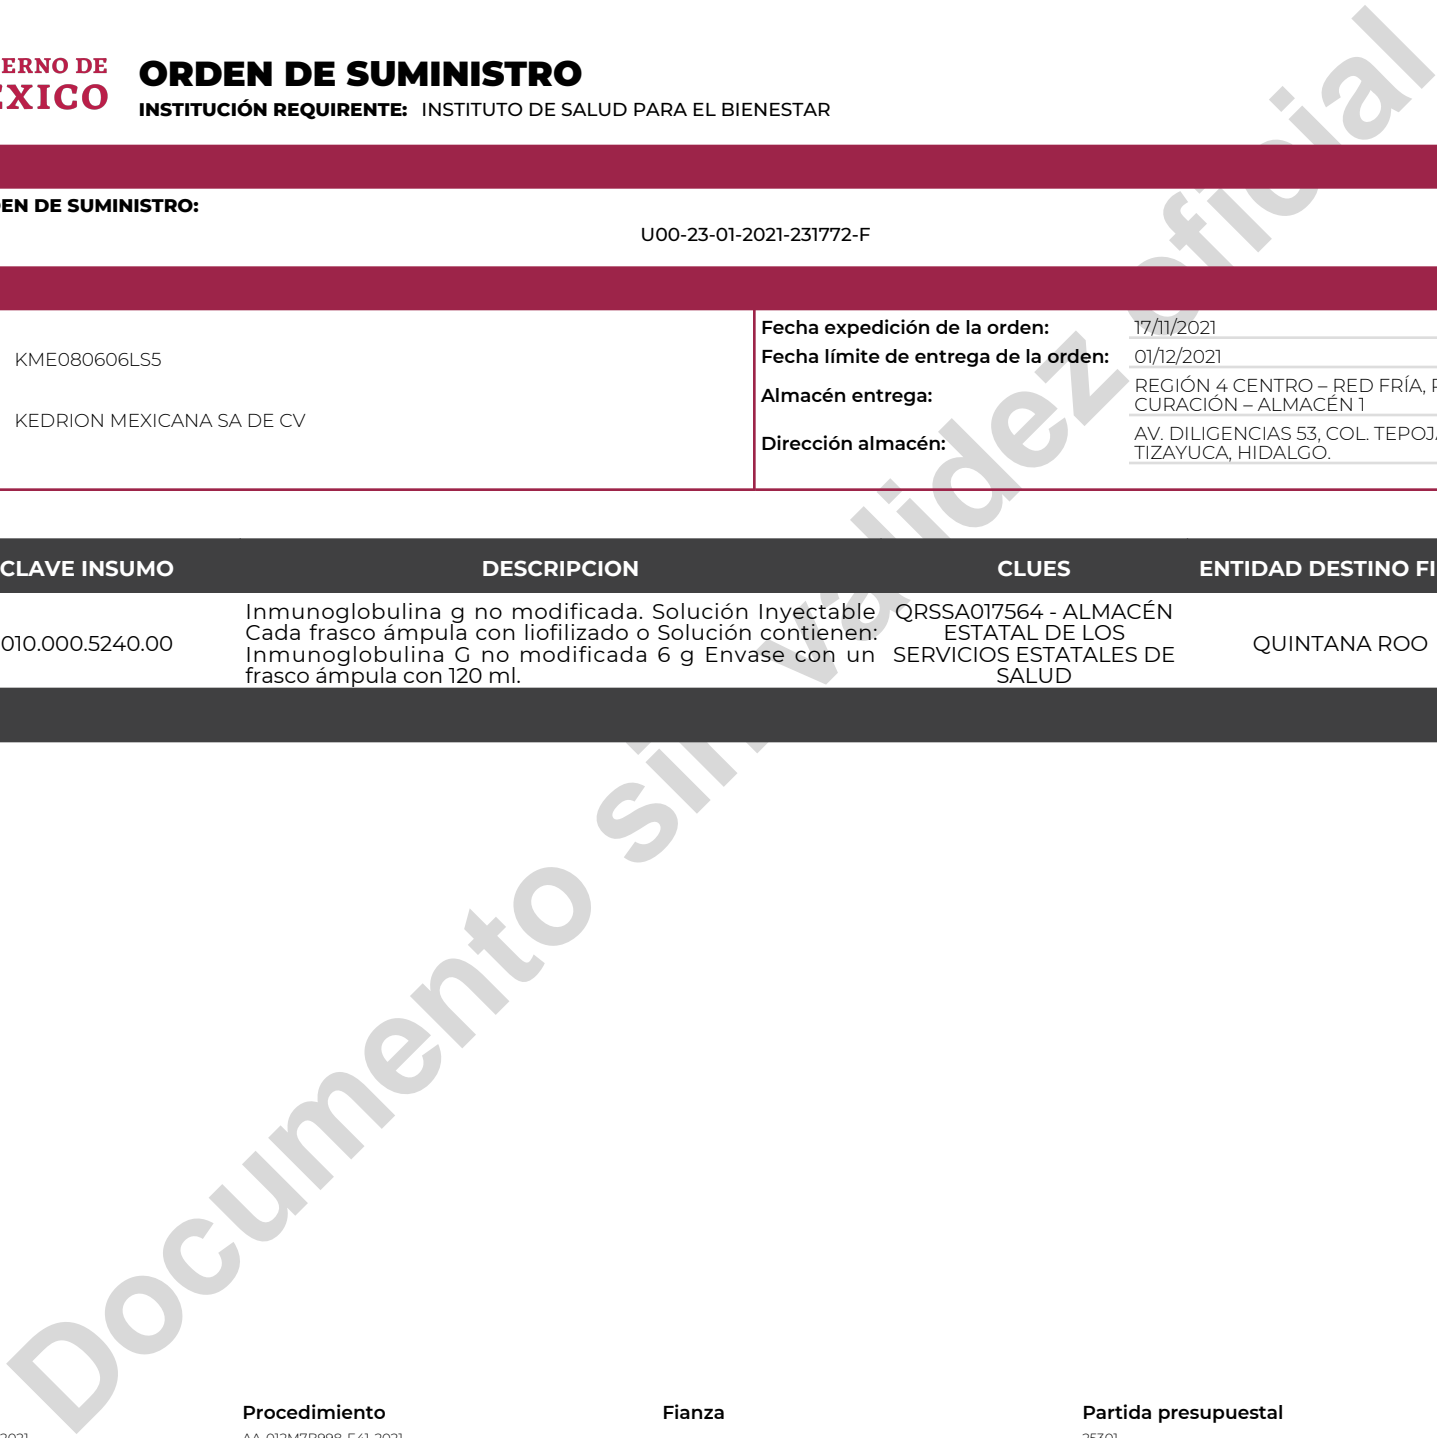 ERNO DE
ORDEN DE SUMINISTRO
EXICO
INSTITUCIÓN REQUIRENTE: INSTITUTO DE SALUD PARA EL BIENESTAR
EN DE SUMINISTRO:
U00-23-01-2021-231772-F
Fecha expedición de la orden: 17/11/2021
KME080606LS5
Fecha límite de entrega de la orden: 01/12/2021
Almacén entrega: REGIÓN 4 CENTRO – RED FRÍA,
CURACIÓN – ALMACÉN 1
KEDRION MEXICANA SA DE CV
Dirección almacén: AV. DILIGENCIAS 53, COL. TEPOJ
TIZAYUCA, HIDALGO.
CLAVE INSUMO DESCRIPCION CLUES ENTIDAD DESTINO FI
010.000.5240.00
Inmunoglobulina g no modificada. Solución Inyectable
Cada frasco ámpula con liofilizado o Solución contienen:
Inmunoglobulina G no modificada 6 g Envase con un
frasco ámpula con 120 ml.
QRSSA017564 - ALMACÉN
ESTATAL DE LOS
SERVICIOS ESTATALES DE
SALUD
QUINTANA ROO
Documento sin validez oficial
Procedimiento Fianza Partida presupuestal